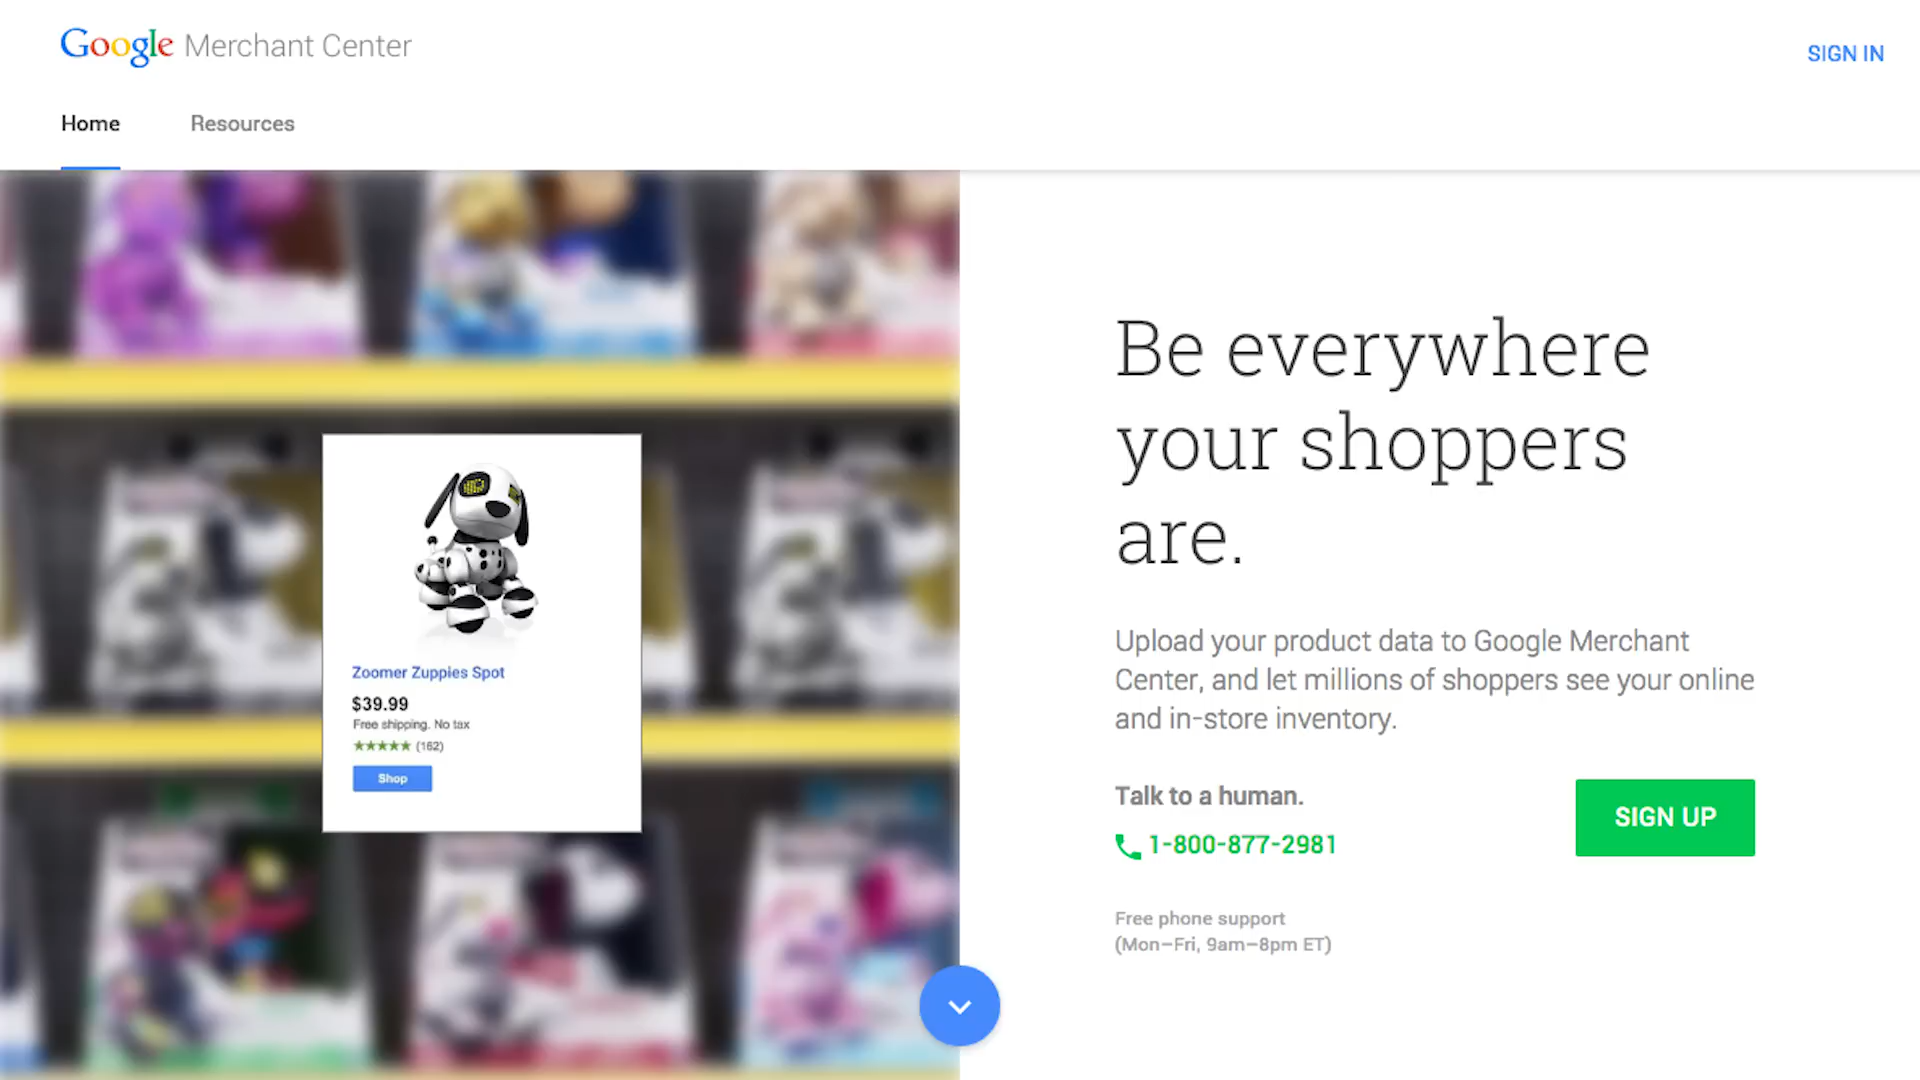 Google Merchant Center
SIGN IN
Home
Resources
Zoomer Zuppies Spot
$39.99
Free shipping. No tax
★★★★★ (162)
Shop
Be everywhere
your shoppers
are.
Upload your product data to Google Merchant
Center, and let millions of shoppers see your online
and in-store inventory.
Talk to a human.
1-800-877-2981
SIGN UP
Free phone support
(Mon–Fri, 9am–8pm ET)